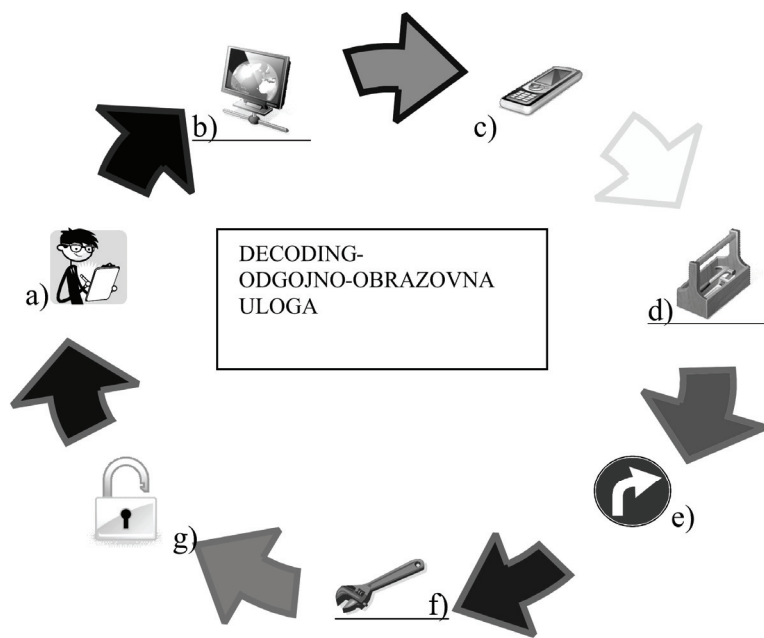 b)
c)
DECODING-
ODGOJNO-OBRAZOVNA
ULOGA
a)
d)
e)
g)
f)